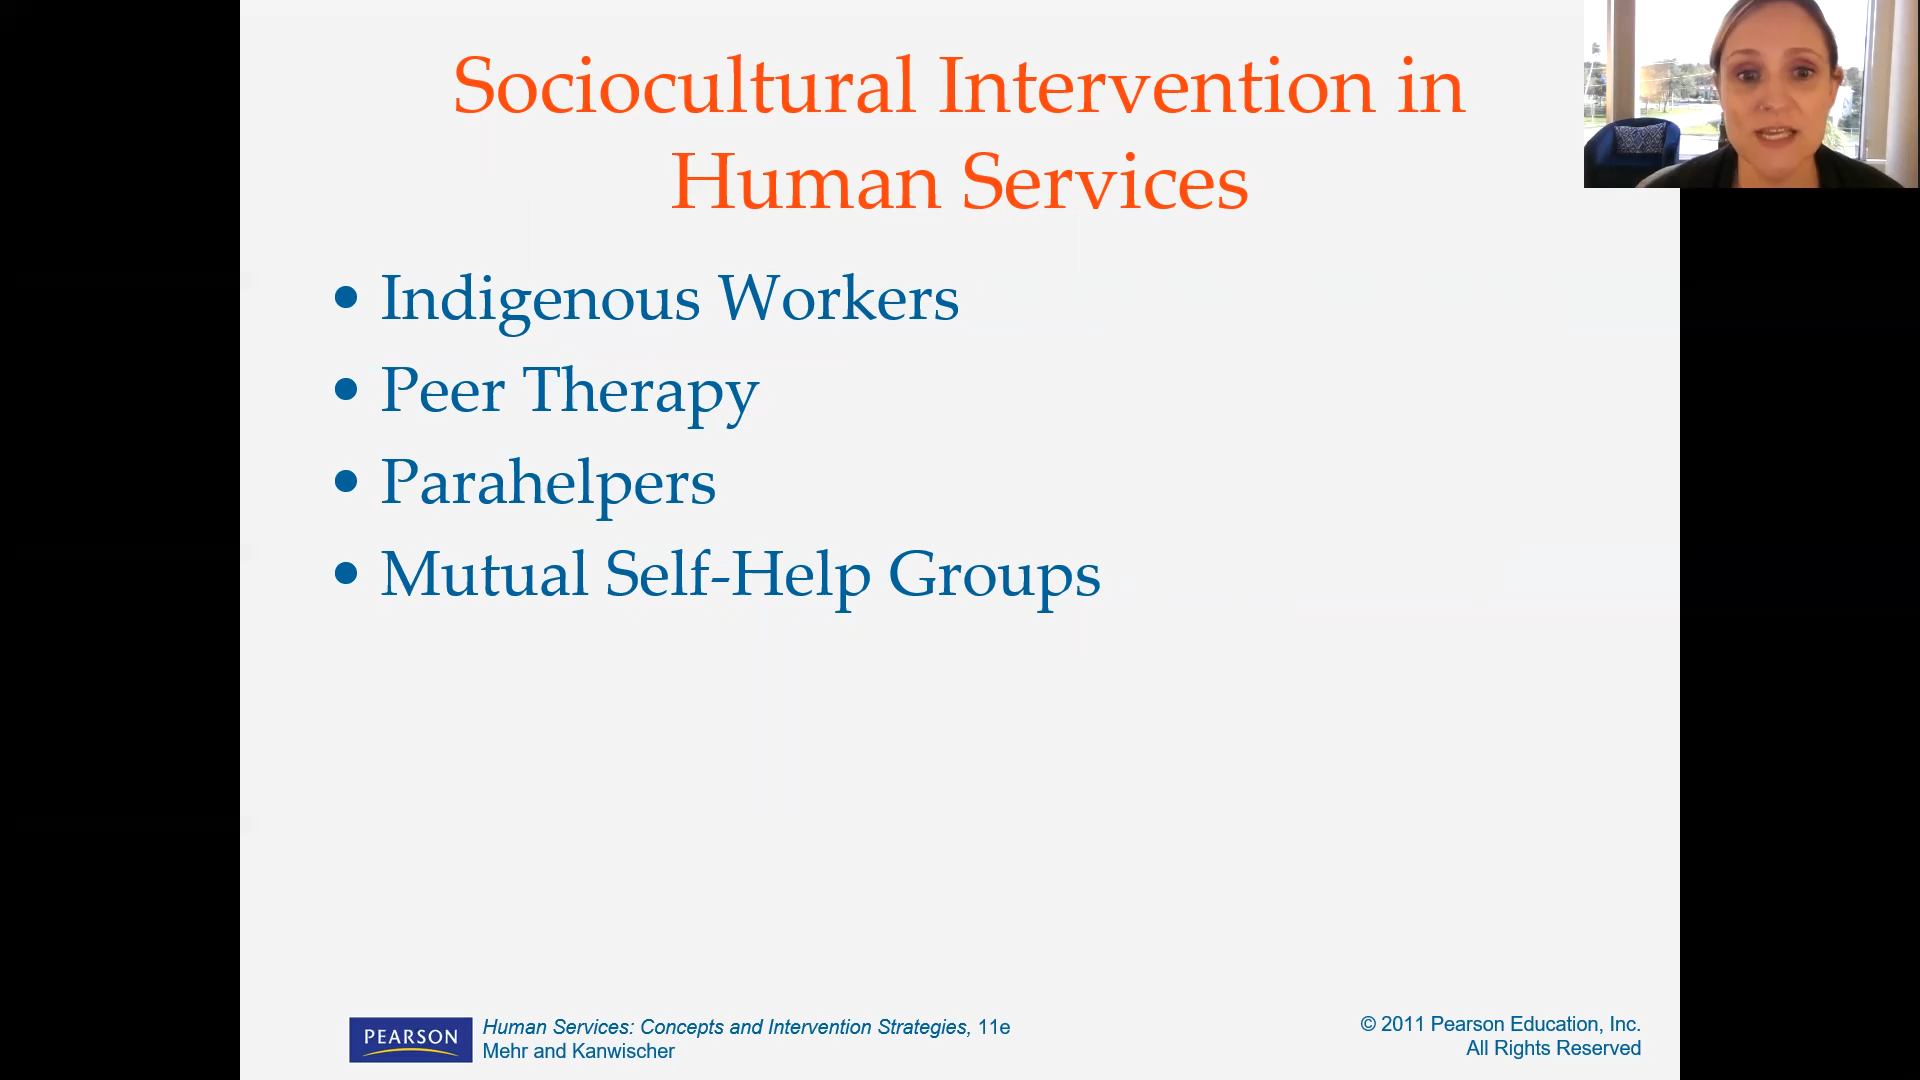 Sociocultural Intervention in
Human Services
• Indigenous Workers
• Peer Therapy
• Parahelpers
• Mutual Self-Help Groups
PEARSON
Human Services: Concepts and Intervention Strategies, 11e
Mehr and Kanwischer
© 2011 Pearson Education, Inc.
All Rights Reserved